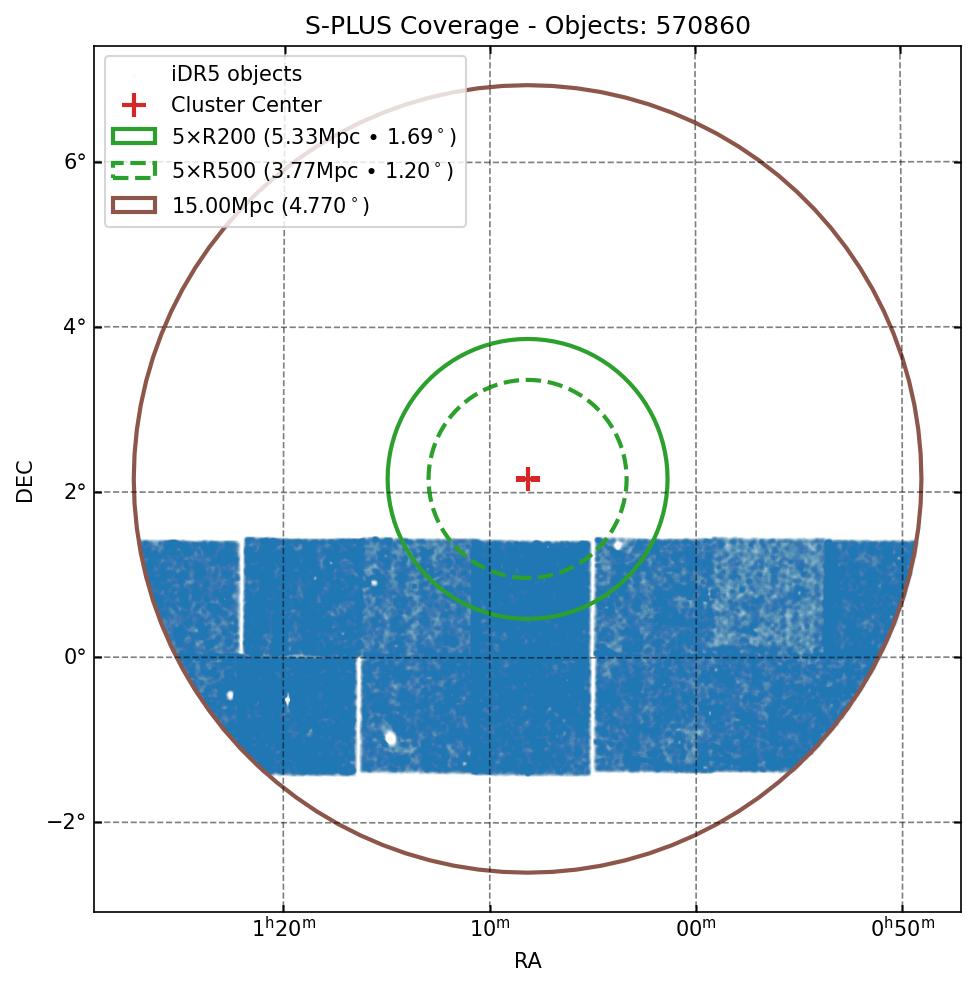 S-PLUS Coverage - Objects: 570860
iDR5 objects
Cluster Center
5×R200 (5.33Mpc • 1.69°)
5×R500 (3.77Mpc • 1.20°)
15.00Mpc (4.770°)
6°
4°
2°
0°
−2°
DEC
1ʰ20ᵐ 10ᵐ 00ᵐ 0ʰ50ᵐ
RA